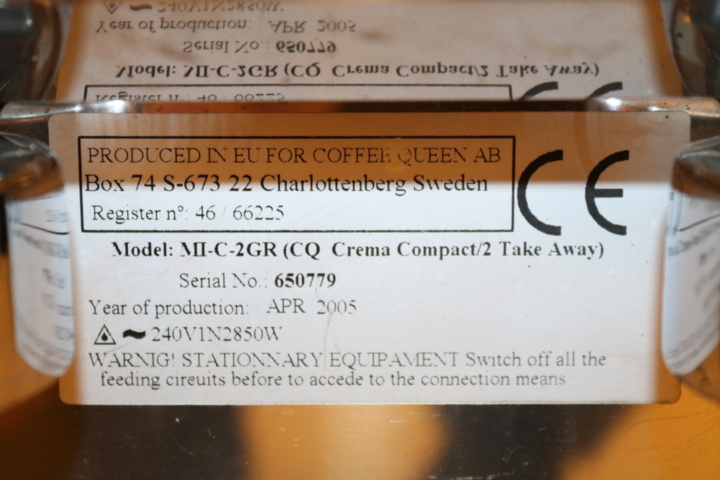 PRODUCED IN EU FOR COFFEE QUEEN AB
Box 74 S-673 22 Charlottenberg Sweden
Register nº: 46 / 66225
CE
Model: MI-C-2GR (CQ Crema Compact/2 Take Away)
Serial No.: 650779
Year of production: APR 2005
240V1N2850W
WARNIG! STATIONNARY EQUIPAMENT Switch off all the
feeding circuits before to accede to the connection means